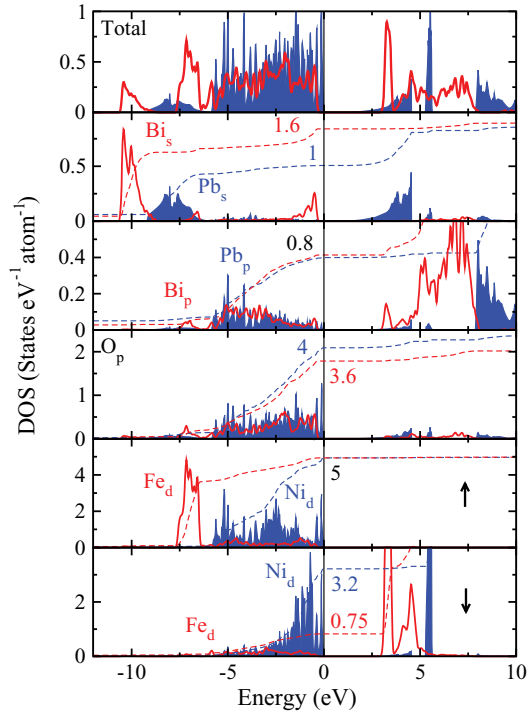 DOS (States eV⁻¹ atom⁻¹)
1
Total
0.5
0
Bi_s
1.6
1
Pb_s
0.5
0
0.8
Pb_p
0.4
Bi_p
0.2
0
O_p
4
2
3.6
1
0
5
4
Fe_d
Ni_d
2
0
4
Ni_d
3.2
2
Fe_d
0.75
0
-10 -5 0 5 10
Energy (eV)